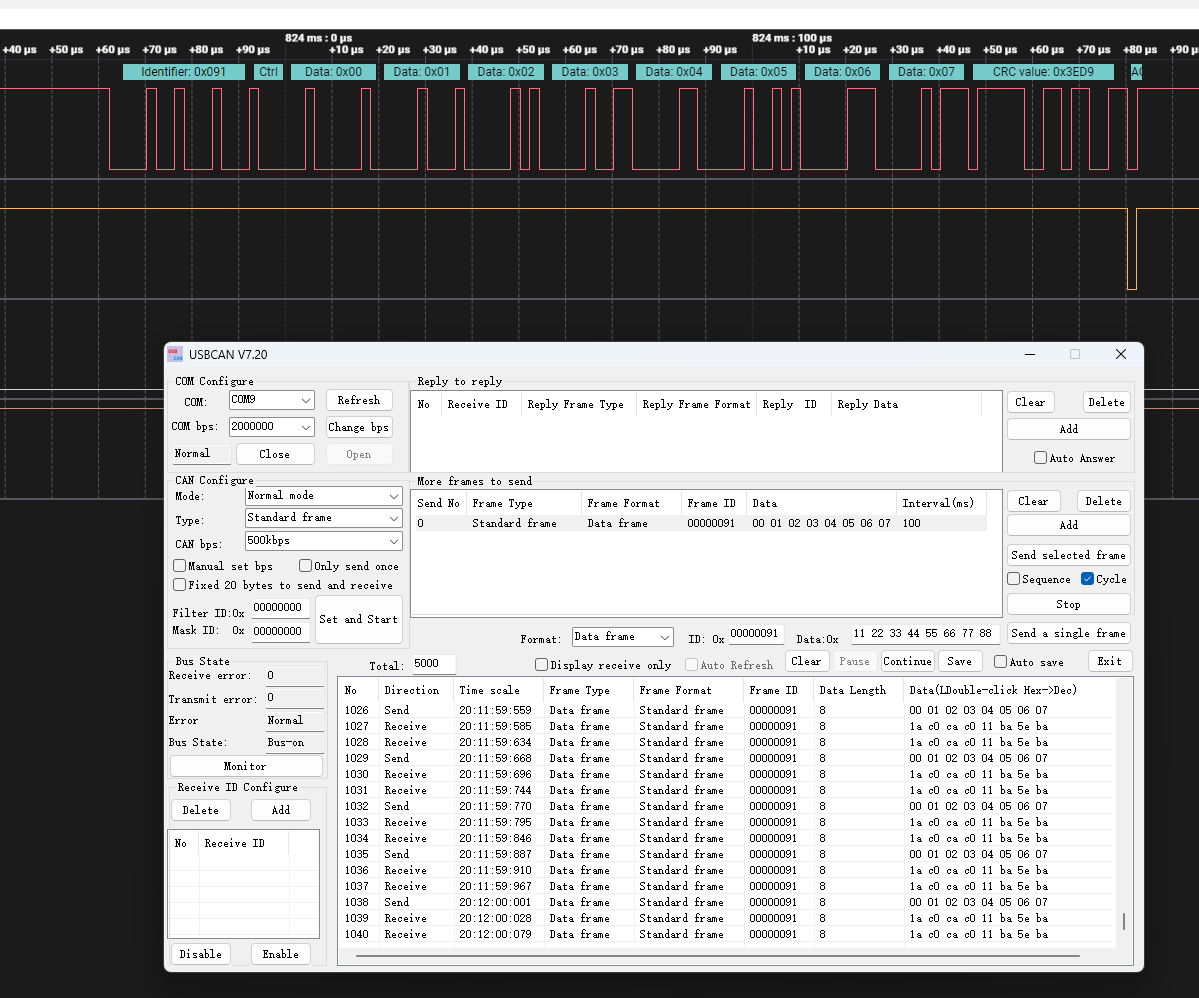 824 ms : 0 µs 824 ms : 100 µs
+40 µs +50 µs +60 µs +70 µs +80 µs +90 µs +10 µs +20 µs +30 µs +40 µs +50 µs +60 µs +70 µs +80 µs +90 µs +10 µs +20 µs +30 µs +40 µs +50 µs +60 µs +70 µs +80 µs +90 µs
Identifier: 0x091 Ctrl Data: 0x00 Data: 0x01 Data: 0x02 Data: 0x03 Data: 0x04 Data: 0x05 Data: 0x06 Data: 0x07 CRC value: 0x3ED9
USBCAN V7.20
COM Configure
COM: COM9 Refresh
COM bps: 2000000 Change bps
Normal Close Open
CAN Configure
Mode: Normal mode
Type: Standard frame
CAN bps: 500kbps
Manual set bps Only send once
Fixed 20 bytes to send and receive
Filter ID:0x 00000000
Mask ID: 0x 00000000
Set and Start
Bus State
Receive error: 0
Transmit error: 0
Error Normal
Bus State: Bus-on
Monitor
Receive ID Configure
Delete Add
No Receive ID
Disable Enable
Reply to reply
No Receive ID Reply Frame Type Reply Frame Format Reply ID Reply Data
Clear Delete
Add
Auto Answer
More frames to send
Send No Frame Type Frame Format Frame ID Data Interval(ms)
0 Standard frame Data frame 00000091 00 01 02 03 04 05 06 07 100
Clear Delete
Add
Send selected frame
Sequence Cycle
Stop
Format: Data frame ID: 0x 00000091 Data:0x 11 22 33 44 55 66 77 88 Send a single frame
Total: 5000 Display receive only Auto Refresh Clear Pause Continue Save Auto save Exit
No Direction Time scale Frame Type Frame Format Frame ID Data Length Data(LDouble-click Hex->Dec)
1026 Send 20:11:59:559 Data frame Standard frame 00000091 8 00 01 02 03 04 05 06 07
1027 Receive 20:11:59:585 Data frame Standard frame 00000091 8 1a c0 ca c0 11 ba 5e ba
1028 Receive 20:11:59:634 Data frame Standard frame 00000091 8 1a c0 ca c0 11 ba 5e ba
1029 Send 20:11:59:668 Data frame Standard frame 00000091 8 00 01 02 03 04 05 06 07
1030 Receive 20:11:59:696 Data frame Standard frame 00000091 8 1a c0 ca c0 11 ba 5e ba
1031 Receive 20:11:59:744 Data frame Standard frame 00000091 8 1a c0 ca c0 11 ba 5e ba
1032 Send 20:11:59:770 Data frame Standard frame 00000091 8 00 01 02 03 04 05 06 07
1033 Receive 20:11:59:795 Data frame Standard frame 00000091 8 1a c0 ca c0 11 ba 5e ba
1034 Receive 20:11:59:846 Data frame Standard frame 00000091 8 1a c0 ca c0 11 ba 5e ba
1035 Send 20:11:59:887 Data frame Standard frame 00000091 8 00 01 02 03 04 05 06 07
1036 Receive 20:11:59:910 Data frame Standard frame 00000091 8 1a c0 ca c0 11 ba 5e ba
1037 Receive 20:11:59:967 Data frame Standard frame 00000091 8 1a c0 ca c0 11 ba 5e ba
1038 Send 20:12:00:001 Data frame Standard frame 00000091 8 00 01 02 03 04 05 06 07
1039 Receive 20:12:00:028 Data frame Standard frame 00000091 8 1a c0 ca c0 11 ba 5e ba
1040 Receive 20:12:00:079 Data frame Standard frame 00000091 8 1a c0 ca c0 11 ba 5e ba